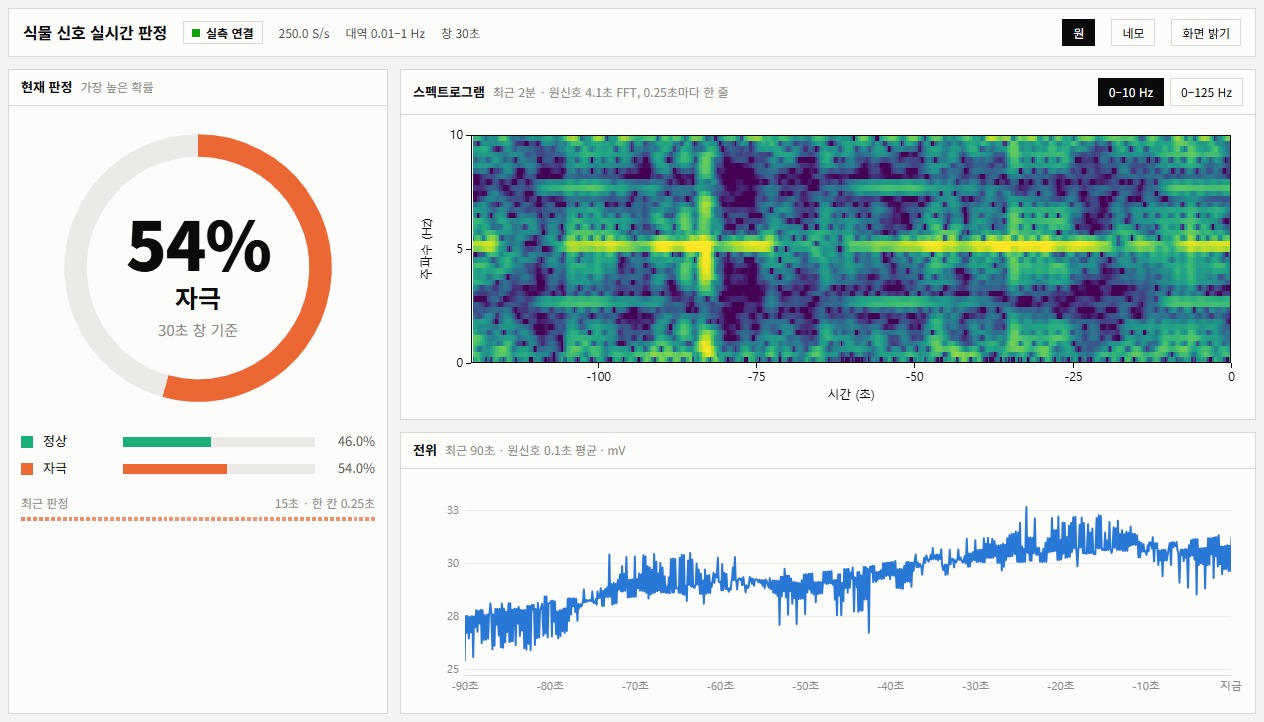 식물 신호 실시간 판정
실측 연결
250.0 S/s
대역 0.01–1 Hz
창 30초
원
네모
화면 밝기
현재 판정 가장 높은 확률
54%
자극
30초 창 기준
정상 46.0%
자극 54.0%
최근 판정 15초 · 한 칸 0.25초
스펙트로그램 최근 2분 · 원신호 4.1초 FFT, 0.25초마다 한 줄
0–10 Hz
0–125 Hz
10
5
0
주파수 (Hz)
-100 -75 -50 -25 0
시간 (초)
전위 최근 90초 · 원신호 0.1초 평균 · mV
33
30
28
25
-90초 -80초 -70초 -60초 -50초 -40초 -30초 -20초 -10초 지금